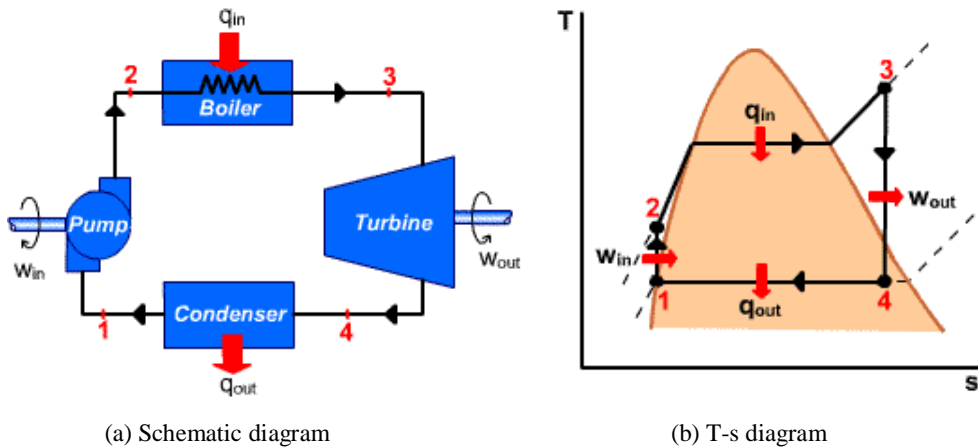 q_in
2
3
Boiler
Pump
w_in
Turbine
w_out
Condenser
1
4
q_out
(a) Schematic diagram
T
3
q_in
2
w_out
w_in
1
q_out
4
s
(b) T-s diagram